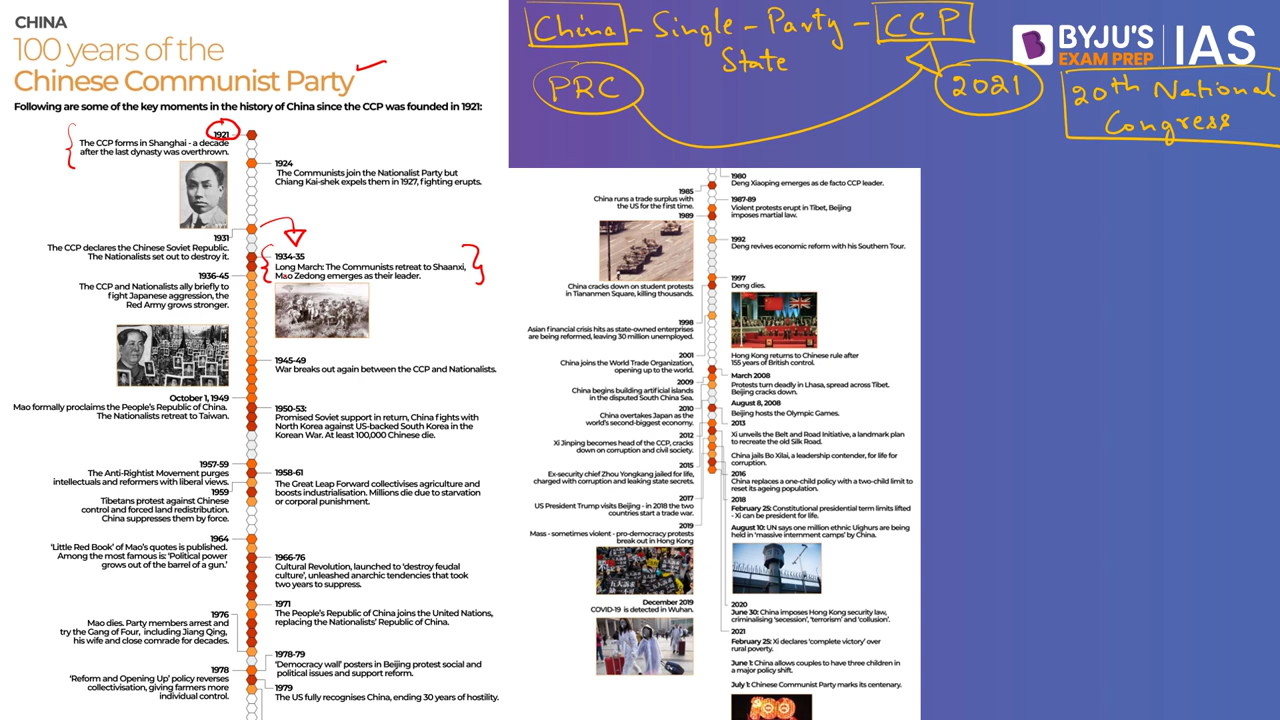 CHINA
100 years of the
Chinese Communist Party
Following are some of the key moments in the history of China since the CCP was founded in 1921:
1921
The CCP forms in Shanghai - a decade
after the last dynasty was overthrown.
1924
The Communists join the Nationalist Party but
Chiang Kai-shek expels them in 1927, fighting erupts.
1931
The CCP declares the Chinese Soviet Republic.
The Nationalists set out to destroy it.
1934-35
Long March: The Communists retreat to Shaanxi,
Mao Zedong emerges as their leader.
1936-45
The CCP and Nationalists ally briefly to
fight Japanese aggression, the
Red Army grows stronger.
1945-49
War breaks out again between the CCP and Nationalists.
October 1, 1949
Mao formally proclaims the People's Republic of China.
The Nationalists retreat to Taiwan.
1950-53:
Promised Soviet support in return, China fights with
North Korea against US-backed South Korea in the
Korean War. At least 100,000 Chinese die.
1957-59
The Anti-Rightist Movement purges
intellectuals and reformers with liberal views.
1958-61
The Great Leap Forward collectivises agriculture and
boosts industrialisation. Millions die due to starvation
or corporal punishment.
1959
Tibetans protest against Chinese
control and forced land redistribution.
China suppresses them by force.
1964
'Little Red Book' of Mao's quotes is published.
Among the most famous is: 'Political power
grows out of the barrel of a gun.'
1966-76
Cultural Revolution, launched to 'destroy feudal
culture', unleashed anarchic tendencies that took
two years to suppress.
1971
The People's Republic of China joins the United Nations,
replacing the Nationalists' Republic of China.
1976
Mao dies. Party members arrest and
try the Gang of Four, including Jiang Qing,
his wife and close comrade for decades.
1978-79
'Democracy wall' posters in Beijing protest social and
political issues and support reform.
1978
'Reform and Opening Up' policy reverses
collectivisation, giving farmers more
individual control.
1979
The US fully recognises China, ending 30 years of hostility.
China - Single - Party - CCP
State
PRC
2021
20th National
Congress
BYJU'S
EXAM PREP
IAS
1980
Deng Xiaoping emerges as de facto CCP leader.
1985
China runs a trade surplus with
the US for the first time.
1987-89
Violent protests erupt in Tibet, Beijing
imposes martial law.
1989
China cracks down on student protests
in Tiananmen Square, killing thousands.
1992
Deng revives economic reform with his Southern Tour.
1997
Deng dies.
Hong Kong returns to Chinese rule after
155 years of British control.
1998
Asian financial crisis hits as state-owned enterprises
are being reformed, leaving 30 million unemployed.
2001
China joins the World Trade Organization,
opening up to the world.
March 2008
Protests turn deadly in Lhasa, spread across Tibet.
Beijing cracks down.
2009
China begins building artificial islands
in the disputed South China Sea.
August 8, 2008
Beijing hosts the Olympic Games.
2010
China overtakes Japan as the
world's second-biggest economy.
2013
Xi unveils the Belt and Road Initiative, a landmark plan
to recreate the old Silk Road.
2012
Xi Jinping becomes head of the CCP, cracks
down on corruption and civil society.
China jails Bo Xilai, a leadership contender, for life for
corruption.
2015
Ex-security chief Zhou Yongkang jailed for life,
charged with corruption and leaking state secrets.
2016
China replaces a one-child policy with a two-child limit to
reset its ageing population.
2017
US President Trump visits Beijing - in 2018 the two
countries start a trade war.
2018
February 25: Constitutional presidential term limits lifted
- Xi can be president for life.
August 10: UN says one million ethnic Uighurs are being
held in 'massive internment camps' by China.
2019
Mass - sometimes violent - pro-democracy protests
break out in Hong Kong
December 2019
COVID-19 is detected in Wuhan.
2020
June 30: China imposes Hong Kong security law,
criminalising 'secession', 'terrorism' and 'collusion'.
2021
February 25: Xi declares 'complete victory' over
rural poverty.
June 1: China allows couples to have three children in
a major policy shift.
July 1: Chinese Communist Party marks its centenary.
100